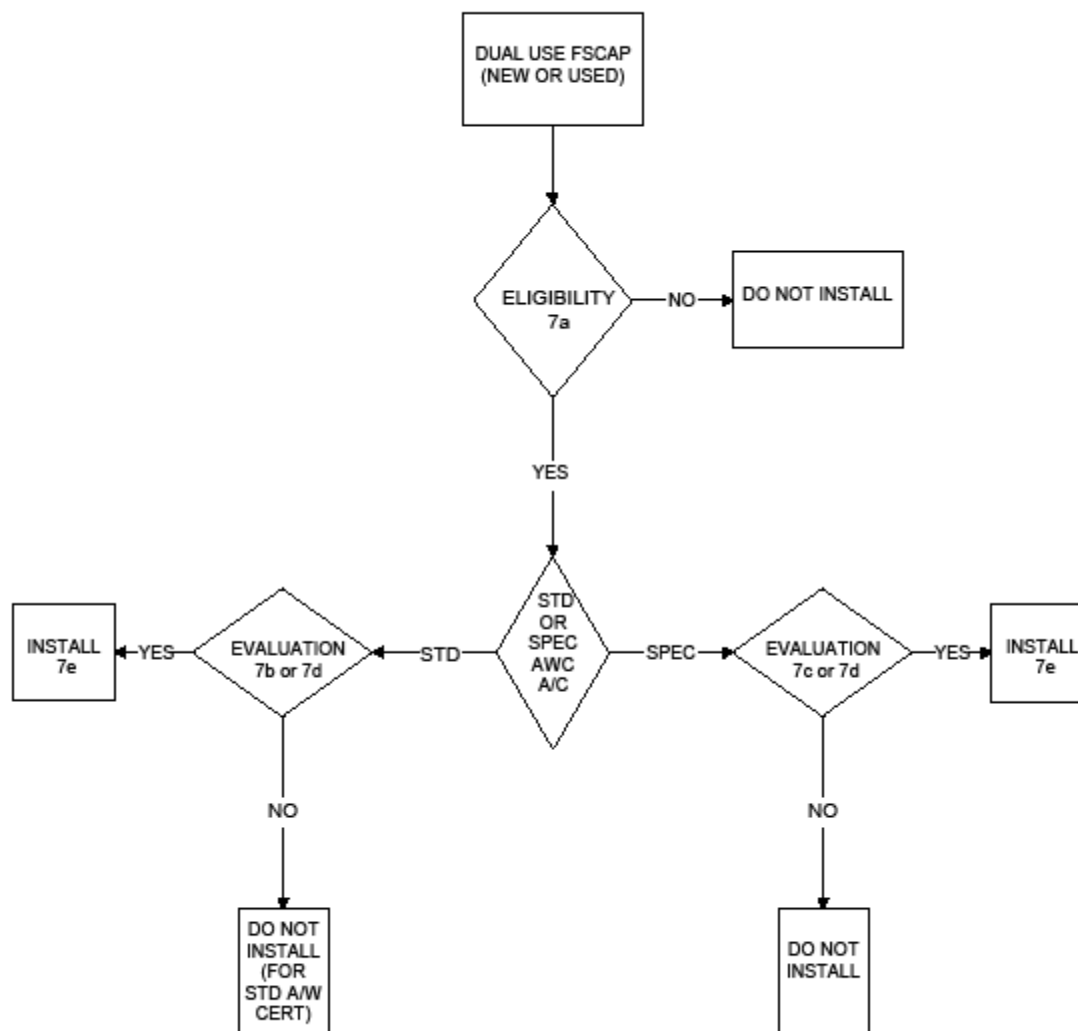 DUAL USE FSCAP
(NEW OR USED)
ELIGIBILITY
7a
NO
DO NOT INSTALL
YES
STD
OR
SPEC
AWC
A/C
STD
EVALUATION
7b or 7d
YES
INSTALL
7e
SPEC
EVALUATION
7c or 7d
YES
INSTALL
7e
NO
NO
DO NOT
INSTALL
(FOR
STD A/W
CERT)
DO NOT
INSTALL